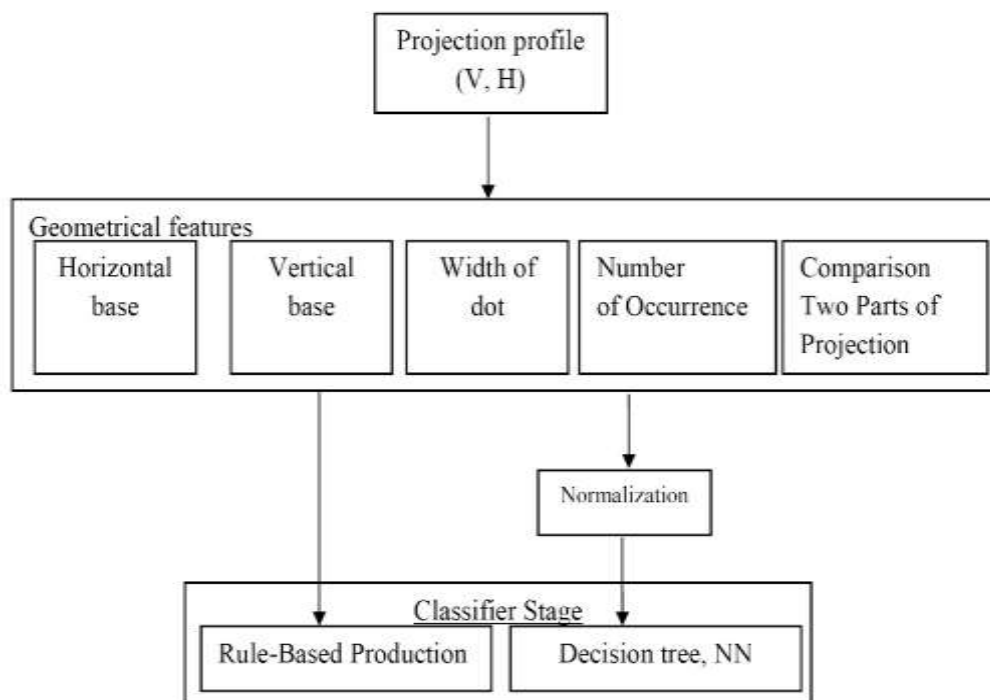 Projection profile
(V, H)
Geometrical features
Horizontal
base
Vertical
base
Width of
dot
Number
of Occurrence
Comparison
Two Parts of
Projection
Normalization
Classifier Stage
Rule-Based Production
Decision tree, NN